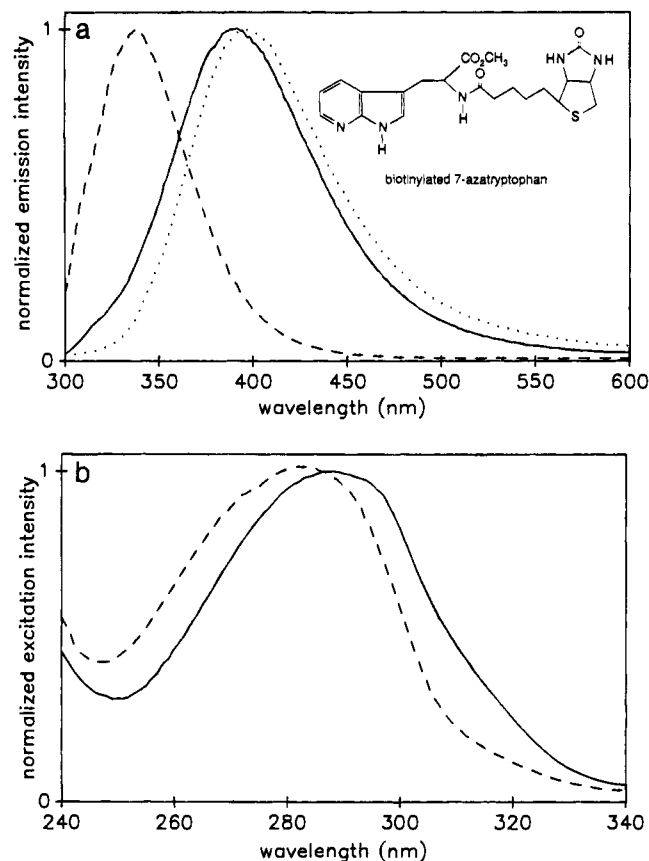 a
1
0
normalized emission intensity
O
HN
NH
S
CO₂CH₃
O
N
H
N
N
H
biotinylated 7-azatryptophan
300
350
400
450
500
550
600
wavelength (nm)
b
1
0
normalized excitation intensity
240
260
280
300
320
340
wavelength (nm)